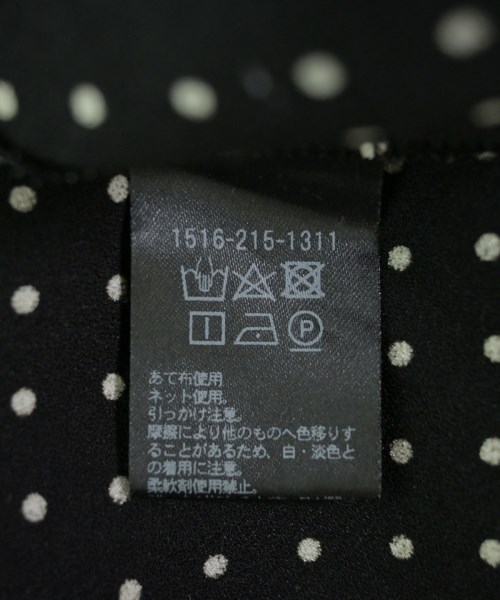 1516-215-1311
P
あて布使用
ネット使用。
引っかけ注意。
摩擦により他のものへ色移りす
ることがあるため、白・淡色と
の着用に注意。
柔軟剤使用禁止。